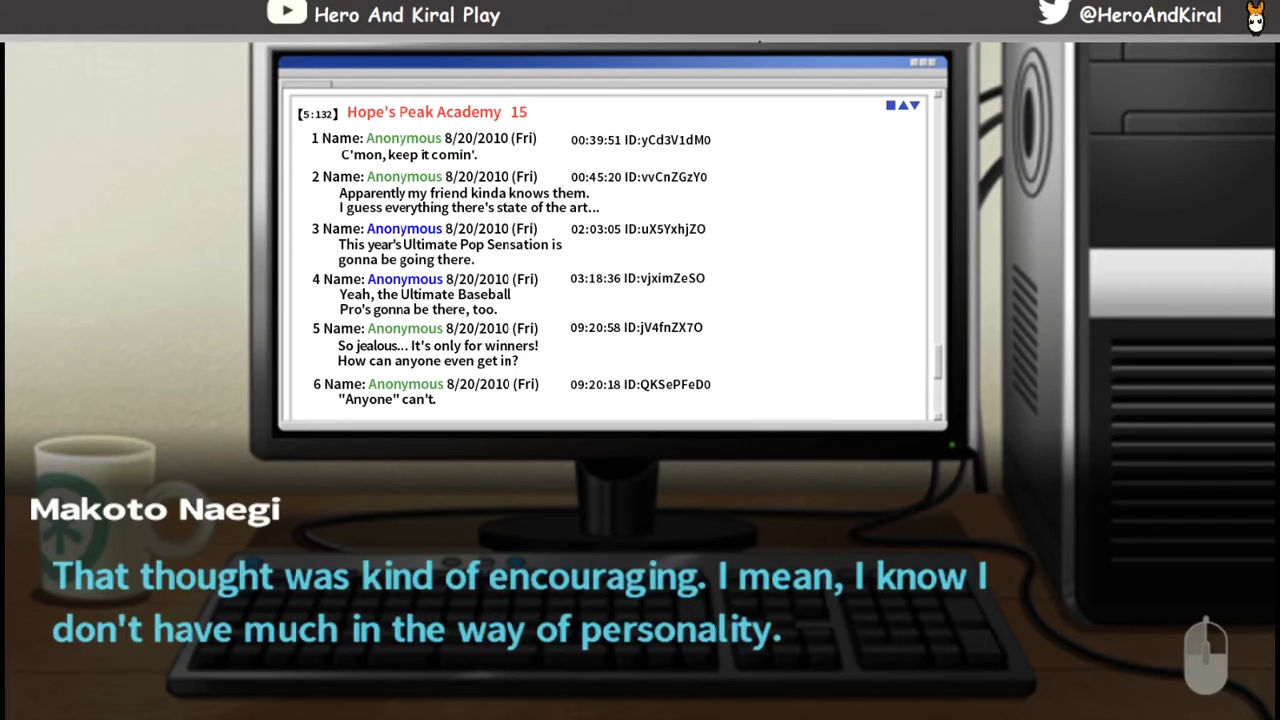 Hero And Kiral Play
@HeroAndKiral
【5:132】 Hope's Peak Academy 15
1 Name: Anonymous 8/20/2010 (Fri) 00:39:51 ID:yCd3V1dM0
C'mon, keep it comin'.
2 Name: Anonymous 8/20/2010 (Fri) 00:45:20 ID:vvCnZGzY0
Apparently my friend kinda knows them.
I guess everything there's state of the art...
3 Name: Anonymous 8/20/2010 (Fri) 02:03:05 ID:uX5YxhjZO
This year's Ultimate Pop Sensation is
gonna be going there.
4 Name: Anonymous 8/20/2010 (Fri) 03:18:36 ID:vjximZeSO
Yeah, the Ultimate Baseball
Pro's gonna be there, too.
5 Name: Anonymous 8/20/2010 (Fri) 09:20:58 ID:jV4fnZX7O
So jealous... It's only for winners!
How can anyone even get in?
6 Name: Anonymous 8/20/2010 (Fri) 09:20:18 ID:QKSePFeD0
"Anyone" can't.
Makoto Naegi
That thought was kind of encouraging. I mean, I know I
don't have much in the way of personality.